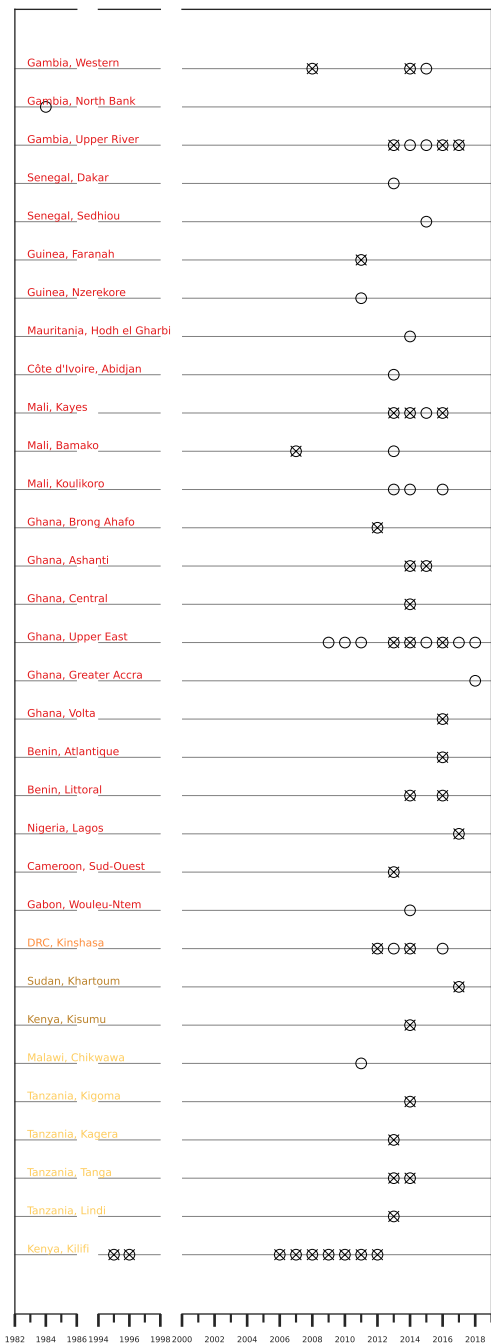 Gambia, Western
Gambia, North Bank
Gambia, Upper River
Senegal, Dakar
Senegal, Sedhiou
Guinea, Faranah
Guinea, Nzerekore
Mauritania, Hodh el Gharbi
Côte d'Ivoire, Abidjan
Mali, Kayes
Mali, Bamako
Mali, Koulikoro
Ghana, Brong Ahafo
Ghana, Ashanti
Ghana, Central
Ghana, Upper East
Ghana, Greater Accra
Ghana, Volta
Benin, Atlantique
Benin, Littoral
Nigeria, Lagos
Cameroon, Sud-Ouest
Gabon, Wouleu-Ntem
DRC, Kinshasa
Sudan, Khartoum
Kenya, Kisumu
Malawi, Chikwawa
Tanzania, Kigoma
Tanzania, Kagera
Tanzania, Tanga
Tanzania, Lindi
Kenya, Kilifi
1982 1984 1986 1994 1996 1998 2000 2002 2004 2006 2008 2010 2012 2014 2016 2018